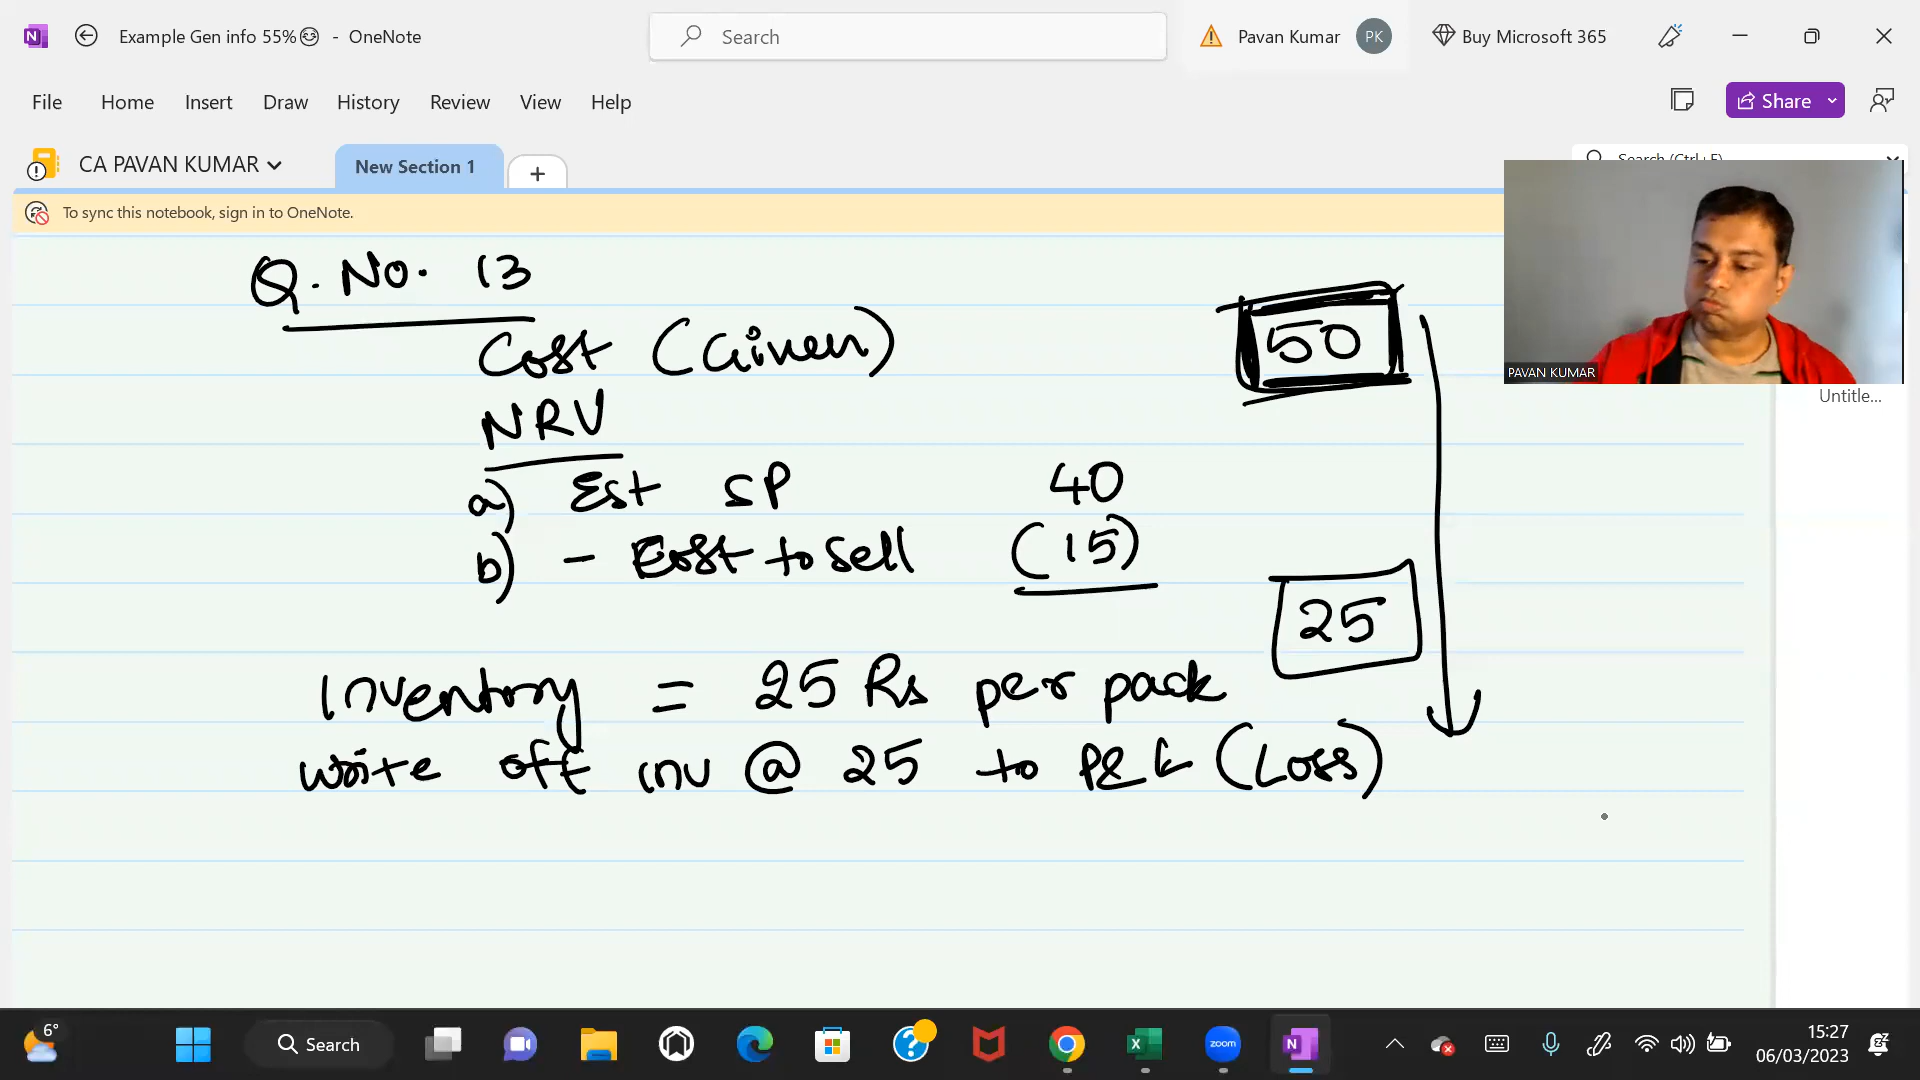 Example Gen info 55%😊 - OneNote
Search
Pavan Kumar
PK
Buy Microsoft 365
File Home Insert Draw History Review View Help
Share
CA PAVAN KUMAR
New Section 1
+
Search (Ctrl+E)
To sync this notebook, sign in to OneNote.
PAVAN KUMAR
Untitle...
Q. No. 13
Cost (Given) 50
NRV
a) Est SP 40
b) - Cost to sell (15)
25
Inventory = 25 Rs per pack
write off inv @ 25 to P&L (Loss)
6°
Search
zoom
15:27
06/03/2023